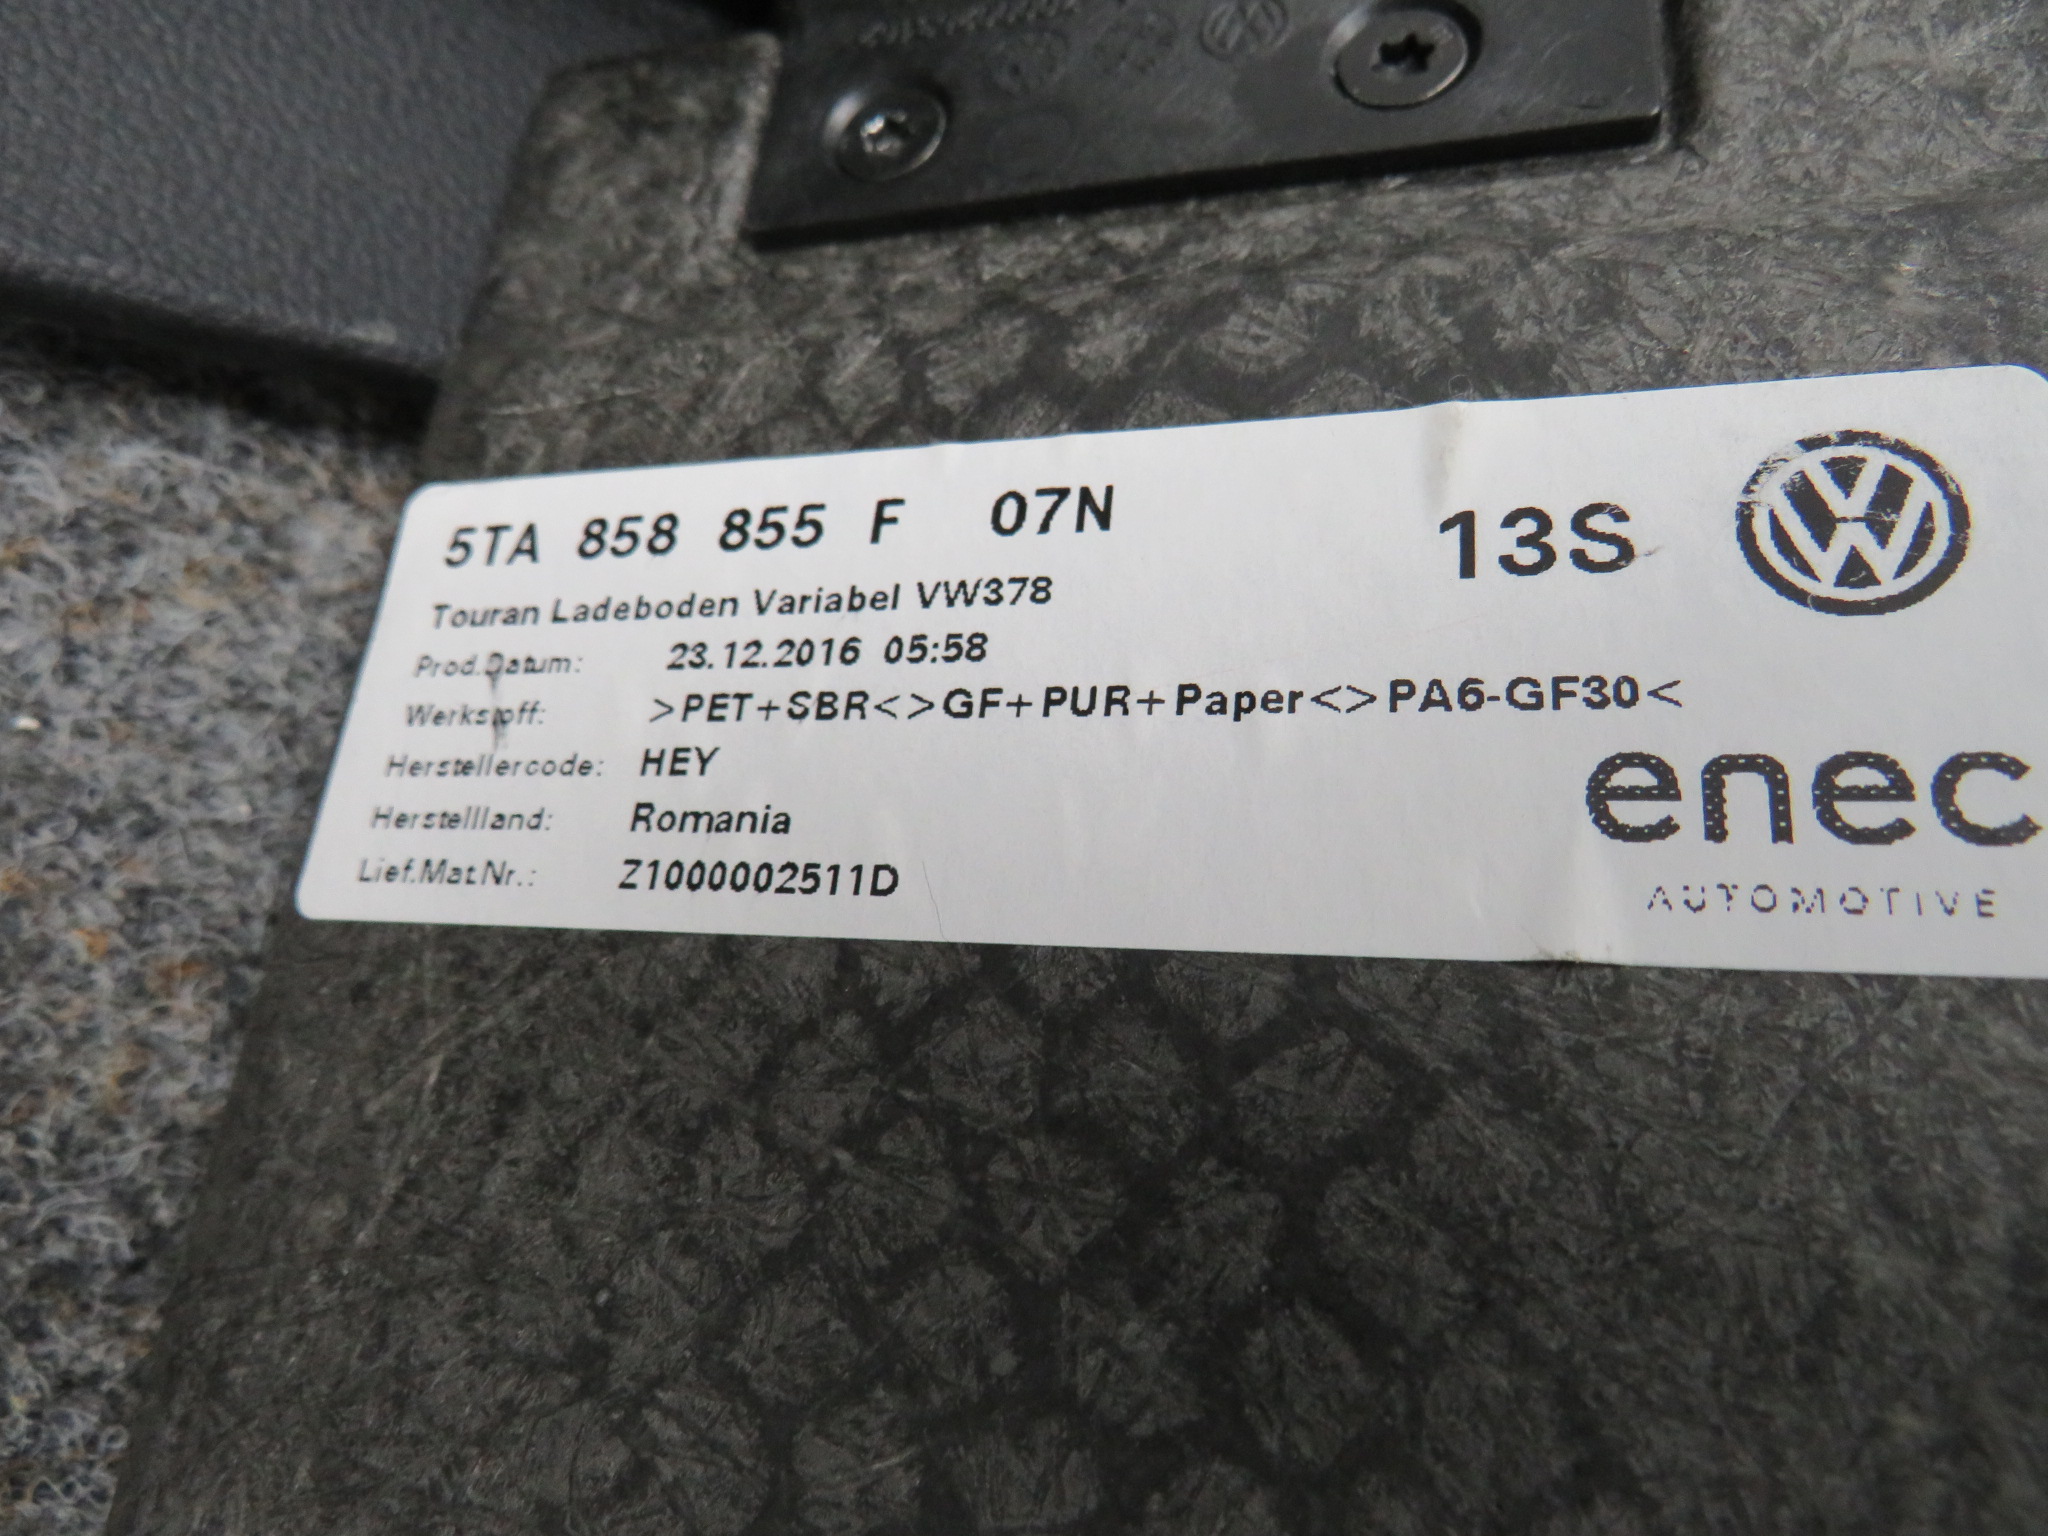 5TA 858 855 F 07N 13S
Touran Ladeboden Variabel VW378
Prod.Datum: 23.12.2016 05:58
Werkstoff: >PET+SBR<>GF+PUR+Paper<>PA6-GF30<
Herstellercode: HEY
Herstellland: Romania
Lief.Mat.Nr.: Z1000002511D
enec
AUTOMOTIVE